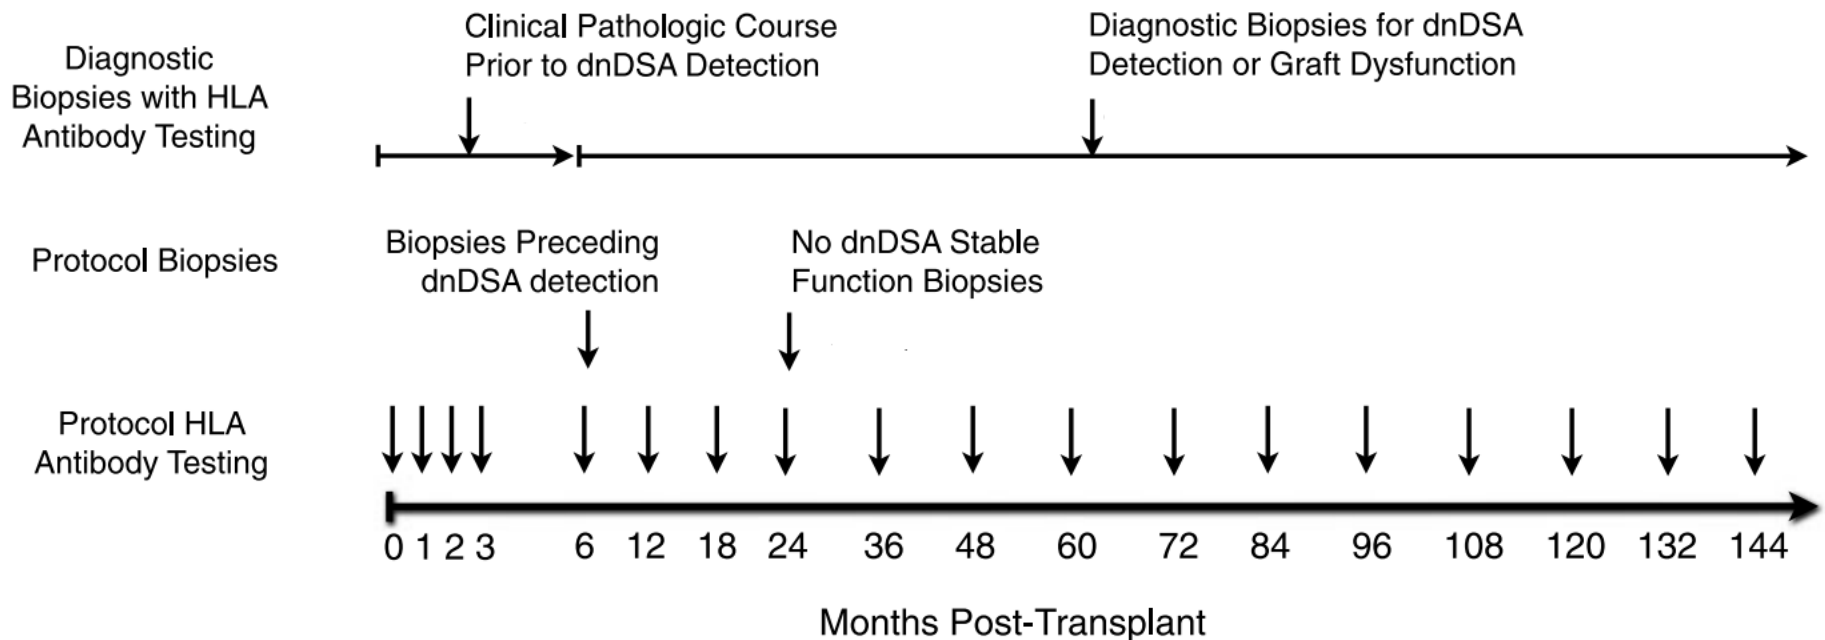 Diagnostic
Biopsies with HLA
Antibody Testing
Clinical Pathologic Course
Prior to dnDSA Detection
Diagnostic Biopsies for dnDSA
Detection or Graft Dysfunction
Protocol Biopsies
Biopsies Preceding
dnDSA detection
No dnDSA Stable
Function Biopsies
Protocol HLA
Antibody Testing
0 1 2 3 6 12 18 24 36 48 60 72 84 96 108 120 132 144
Months Post-Transplant